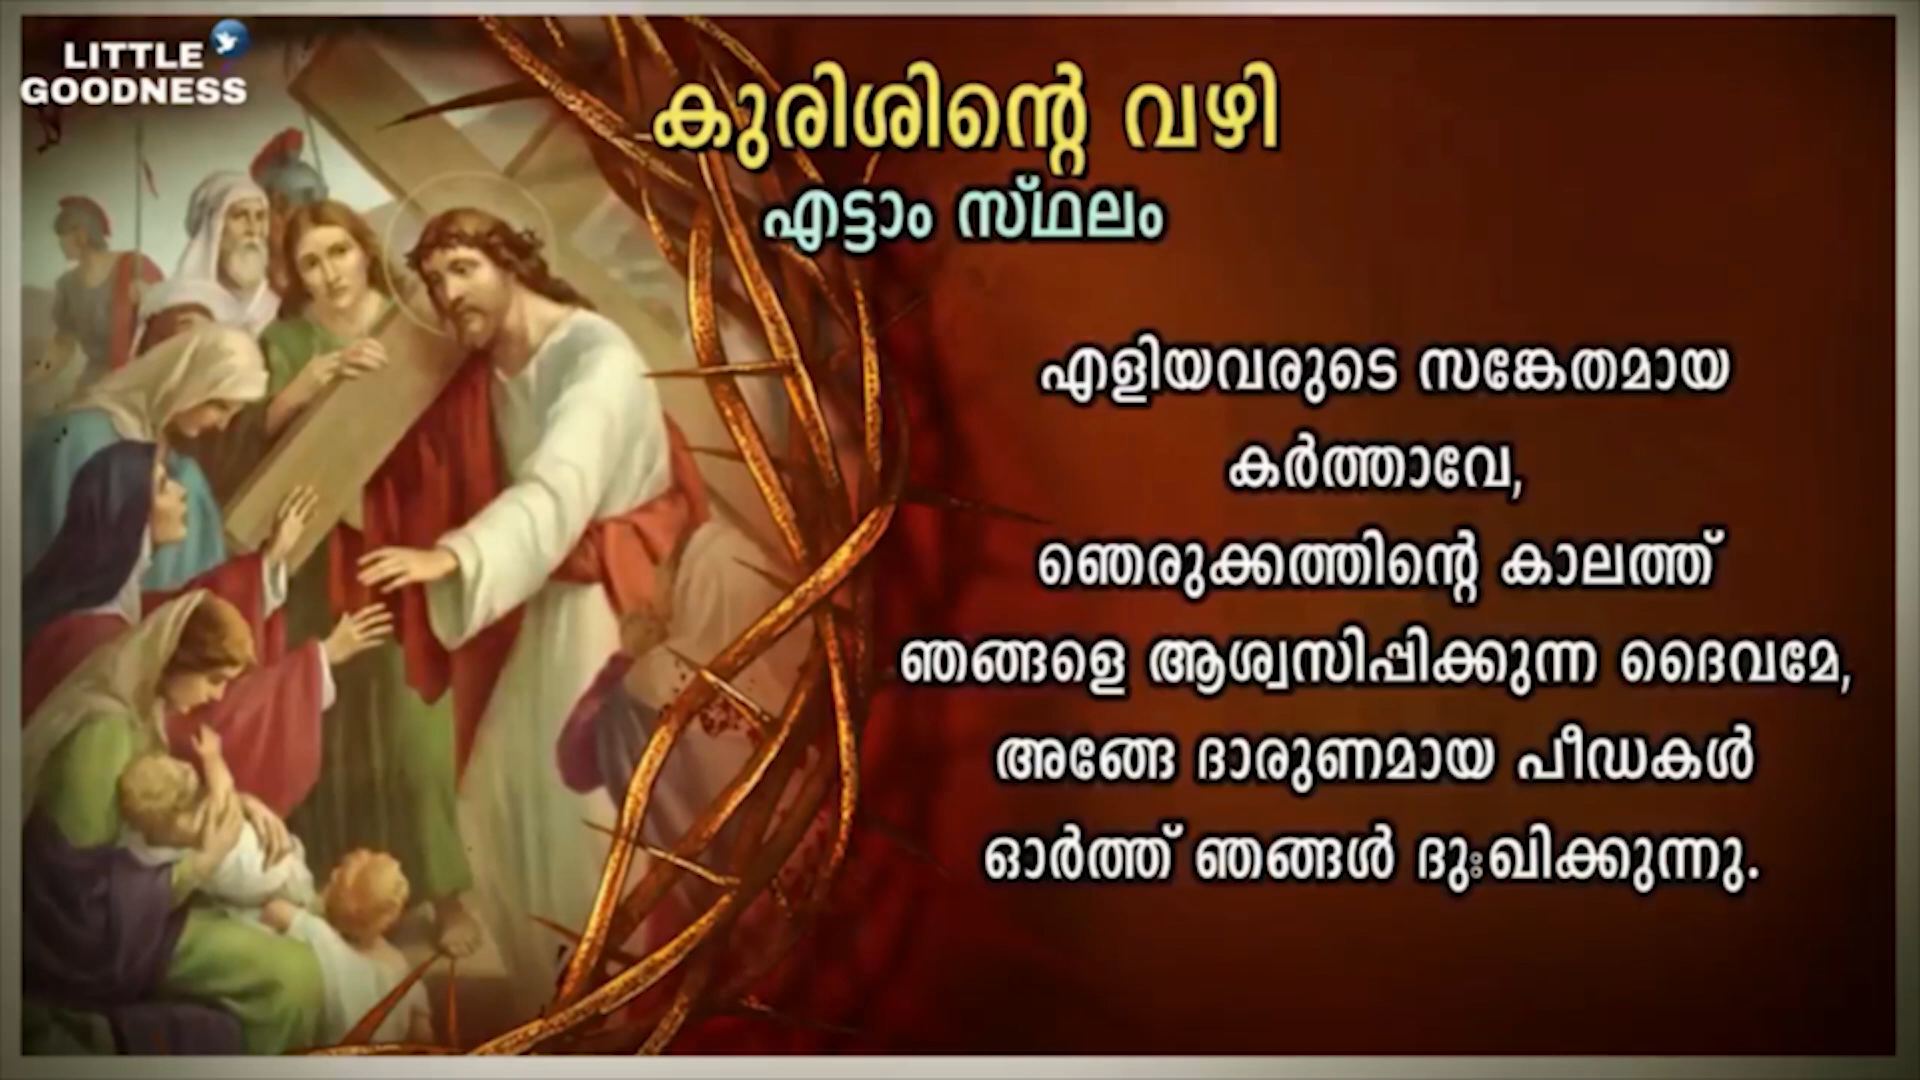 LITTLE
GOODNESS
കുരിശിന്റെ വഴി
എട്ടാം സ്ഥലം
എളിയവരുടെ സങ്കേതമായ
കർത്താവേ,
ഞെരുക്കത്തിന്റെ കാലത്ത്
ഞങ്ങളെ ആശ്വസിപ്പിക്കുന്ന ദൈവമേ,
അങ്ങേ ദാരുണമായ പീഡകൾ
ഓർത്ത് ഞങ്ങൾ ദുഃഖിക്കുന്നു.